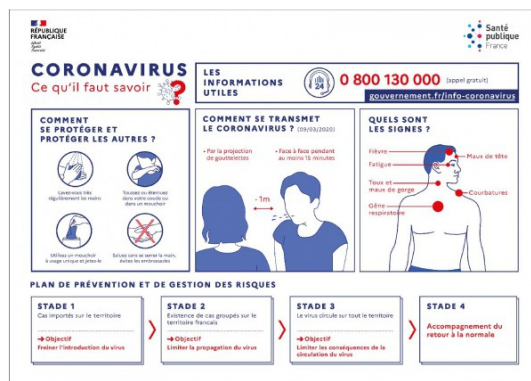 RÉPUBLIQUE
FRANÇAISE
Liberté
Égalité
Fraternité
Santé
publique
France
CORONAVIRUS
Ce qu'il faut savoir
LES
INFORMATIONS
UTILES
24
0 800 130 000 (appel gratuit)
gouvernement.fr/info-coronavirus
COMMENT
SE PROTÉGER ET
PROTÉGER LES AUTRES ?
Lavez-vous très
régulièrement les mains
Toussez ou éternuez
dans votre coude ou
dans un mouchoir
Utilisez un mouchoir
à usage unique et jetez-le
Saluez sans se serrer la main,
évitez les embrassades
COMMENT SE TRANSMET
LE CORONAVIRUS ? (09/03/2020)
• Par la projection
de gouttelettes
• Face à face pendant
au moins 15 minutes
- 1m
QUELS SONT
LES SIGNES ?
Fièvre
Fatigue
Toux et
maux de gorge
Gêne
respiratoire
Maux de tête
Courbatures
PLAN DE PRÉVENTION ET DE GESTION DES RISQUES
STADE 1
Cas importés sur le territoire
➔Objectif
Freiner l'introduction du virus
STADE 2
Existence de cas groupés sur le
territoire francais
➔Objectif
Limiter la propagation du virus
STADE 3
Le virus circule sur tout le territoire
➔Objectif
Limiter les conséquences de la
circulation du virus
STADE 4
Accompagnement du
retour à la normale